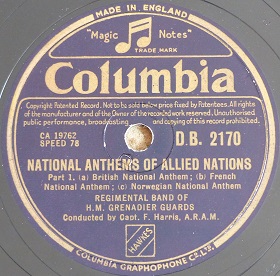 MADE IN ENGLAND
"Magic Notes"
TRADE MARK
Columbia
Copyright Patented Record. Not to be sold below price fixed by Patentees. All rights
of the manufacturer and of the Owner of the recorded work reserved. Unauthorised
public performance, broadcasting and copying of this record prohibited.
CA 19762
SPEED 78
D.B. 2170
NATIONAL ANTHEMS OF ALLIED NATIONS
Part 1. (a) British National Anthem; (b) French
National Anthem; (c) Norwegian National Anthem
REGIMENTAL BAND OF
H.M. GRENADIER GUARDS
Conducted by Capt. F. Harris, A.R.A.M.
HAWKES
COLUMBIA GRAPHOPHONE CO. LTD.